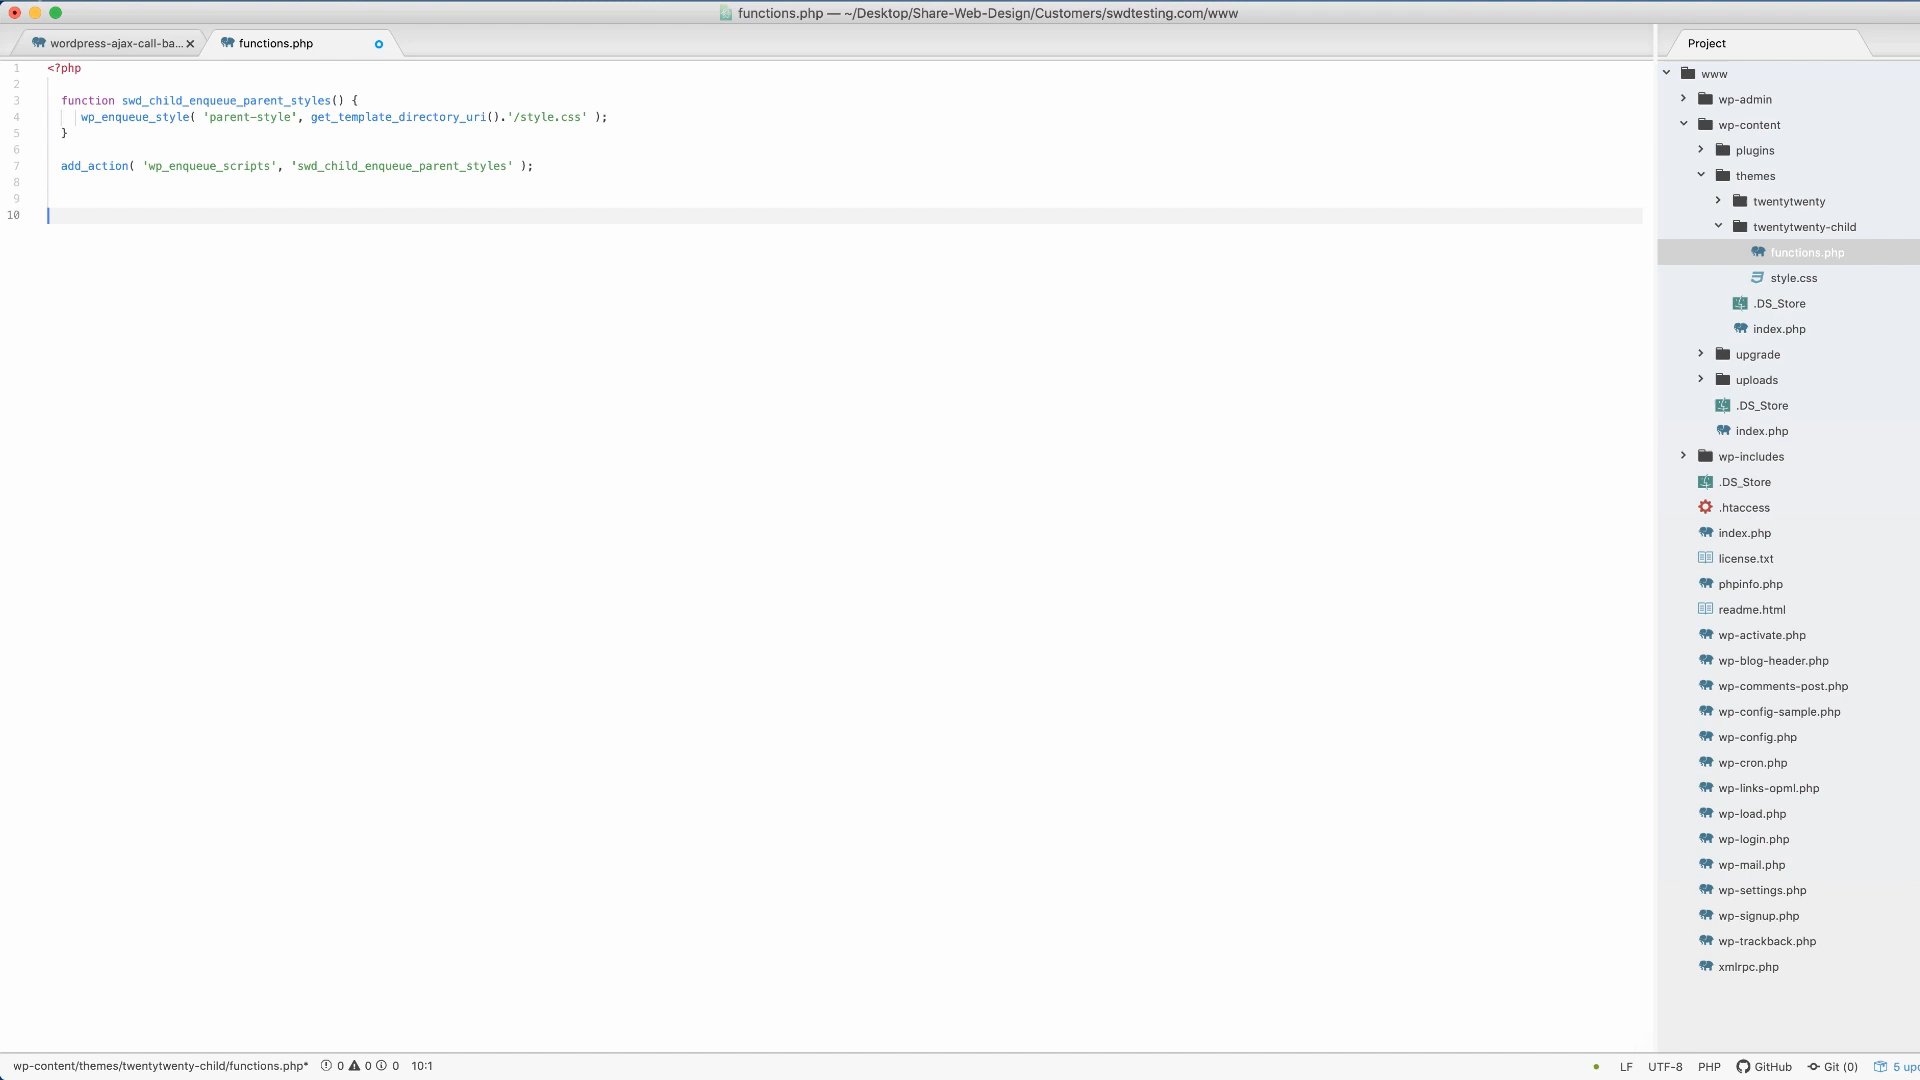 functions.php — ~/Desktop/Share-Web-Design/Customers/swdtesting.com/www
wordpress-ajax-call-ba...
functions.php
Project
1 <?php
2
3 function swd_child_enqueue_parent_styles() {
4 wp_enqueue_style( 'parent-style', get_template_directory_uri().'/style.css' );
5 }
6
7 add_action( 'wp_enqueue_scripts', 'swd_child_enqueue_parent_styles' );
8
9
10
www
wp-admin
wp-content
plugins
themes
twentytwenty
twentytwenty-child
functions.php
style.css
.DS_Store
index.php
upgrade
uploads
.DS_Store
index.php
wp-includes
.DS_Store
.htaccess
index.php
license.txt
phpinfo.php
readme.html
wp-activate.php
wp-blog-header.php
wp-comments-post.php
wp-config-sample.php
wp-config.php
wp-cron.php
wp-links-opml.php
wp-load.php
wp-login.php
wp-mail.php
wp-settings.php
wp-signup.php
wp-trackback.php
xmlrpc.php
wp-content/themes/twentytwenty-child/functions.php* 0 0 0 10:1
LF UTF-8 PHP GitHub Git (0) 5 up